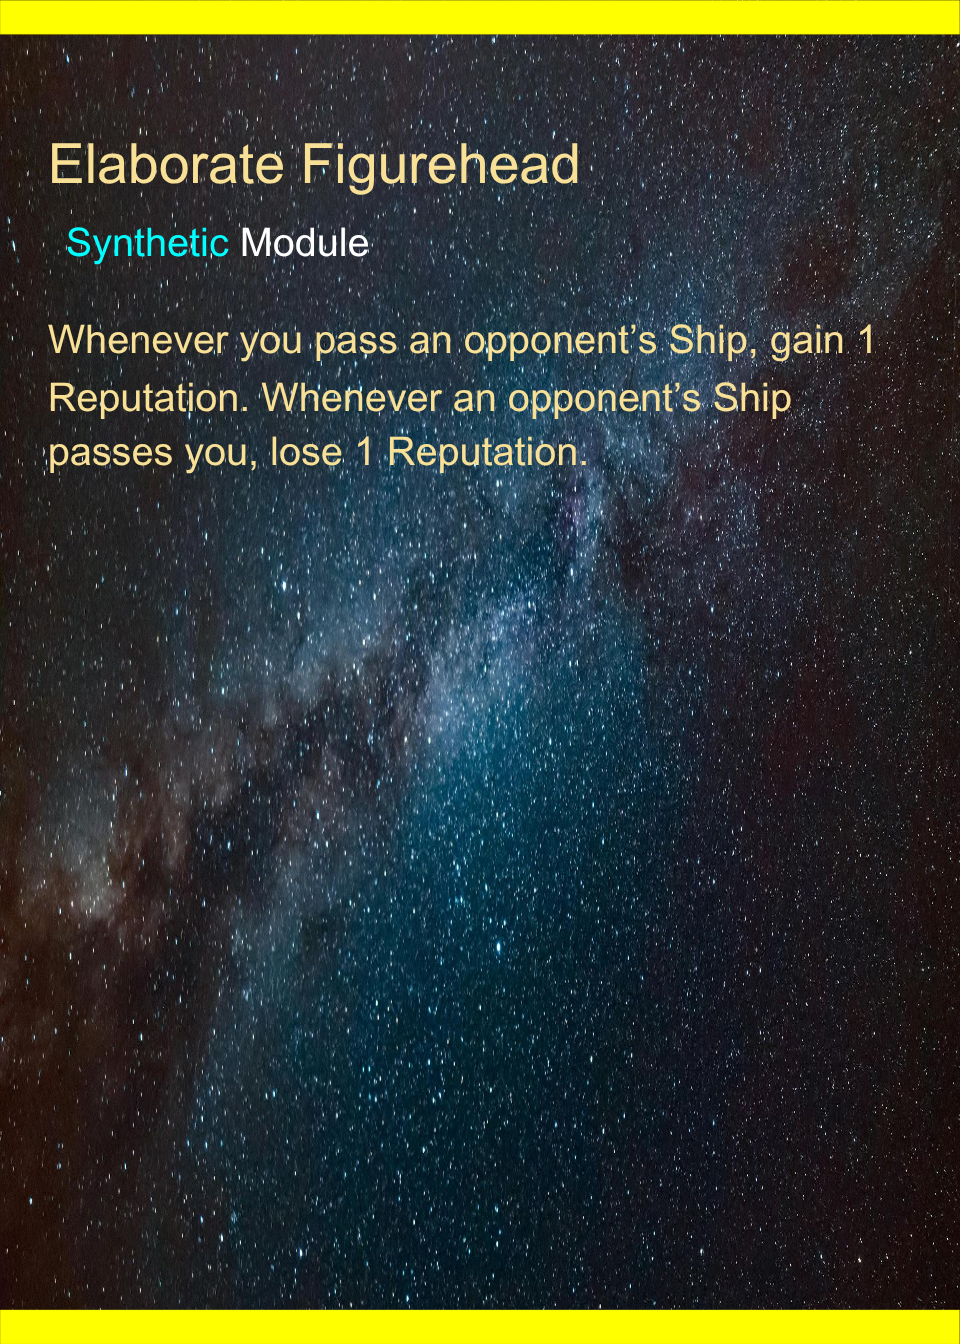 Elaborate Figurehead
Synthetic Module
Whenever you pass an opponent’s Ship, gain 1
Reputation. Whenever an opponent’s Ship
passes you, lose 1 Reputation.